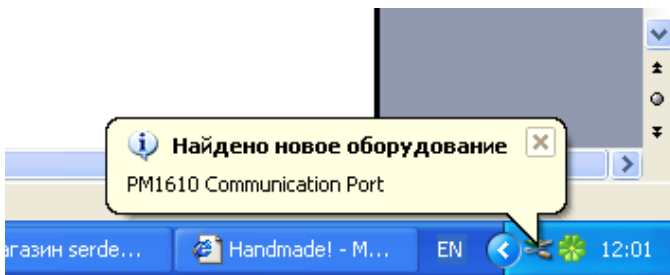 Найдено новое оборудование
PM1610 Communication Port
агазин serde...
Handmade! - M...
EN
12:01